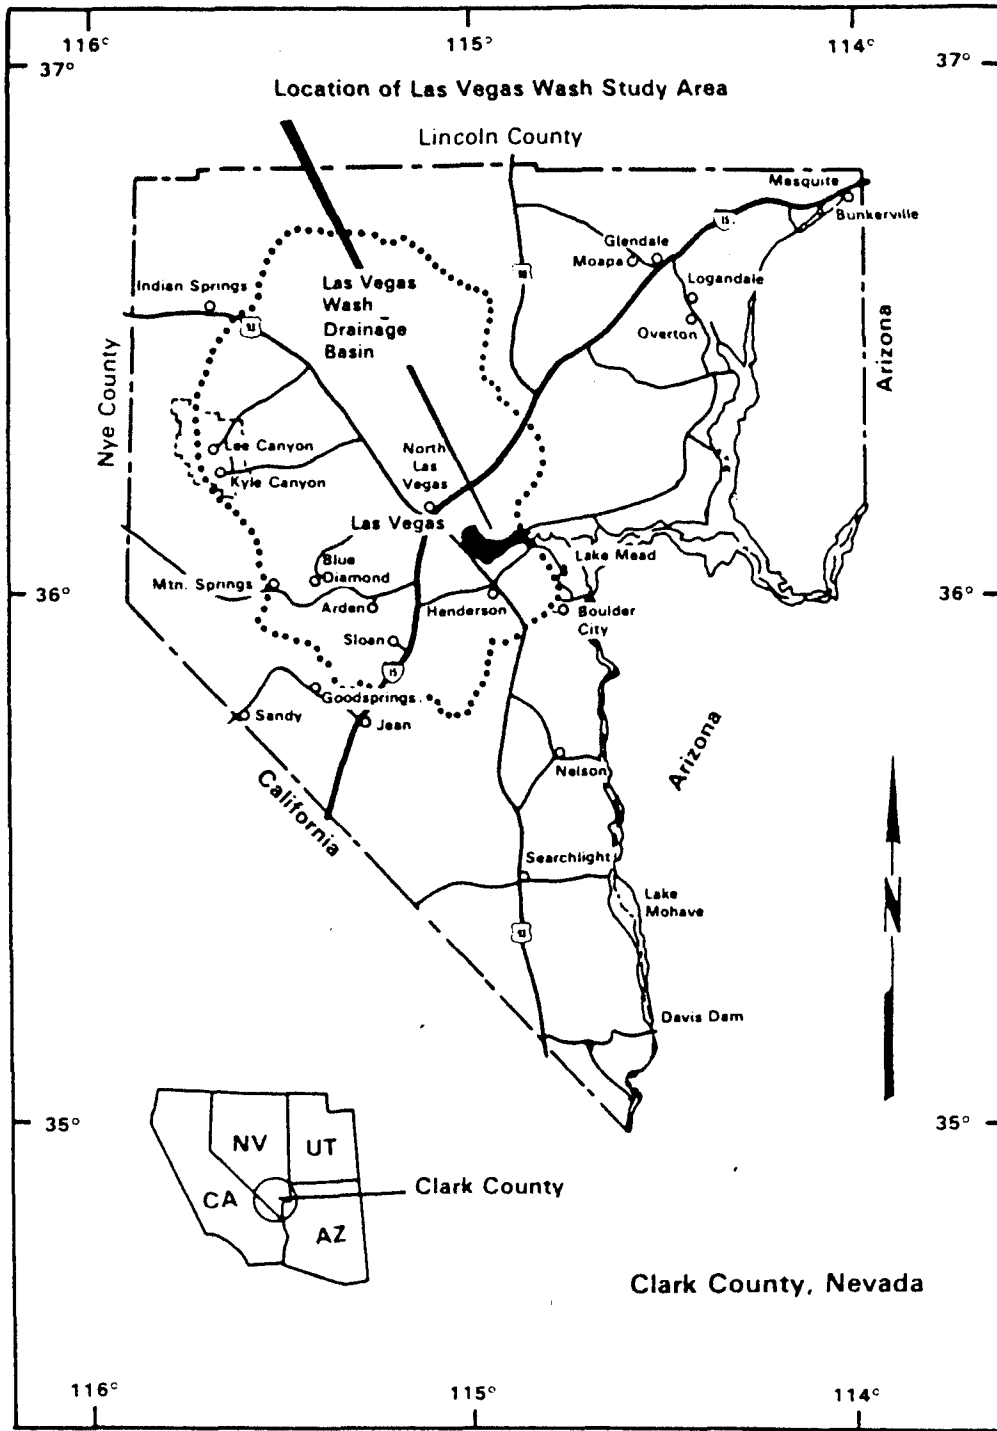 116° 115° 114°
37° 37°
Location of Las Vegas Wash Study Area
Lincoln County
Mesquite
15
Bunkerville
Glendale
Moapa
Indian Springs
Las Vegas
Wash
Drainage
Basin
Logandale
Overton
Nye County
Arizona
Lee Canyon
Kyle Canyon
North
Las
Vegas
Las Vegas
Blue
Diamond
Lake Mead
Mtn. Springs
36° 36°
Arden
Henderson
Boulder
City
Sloan
15
Goodsprings
Sandy
Jean
Arizona
Nelson
California
Searchlight
Lake
Mohave
N
93
Davis Dam
35° 35°
NV
UT
CA
Clark County
AZ
Clark County, Nevada
116° 115° 114°